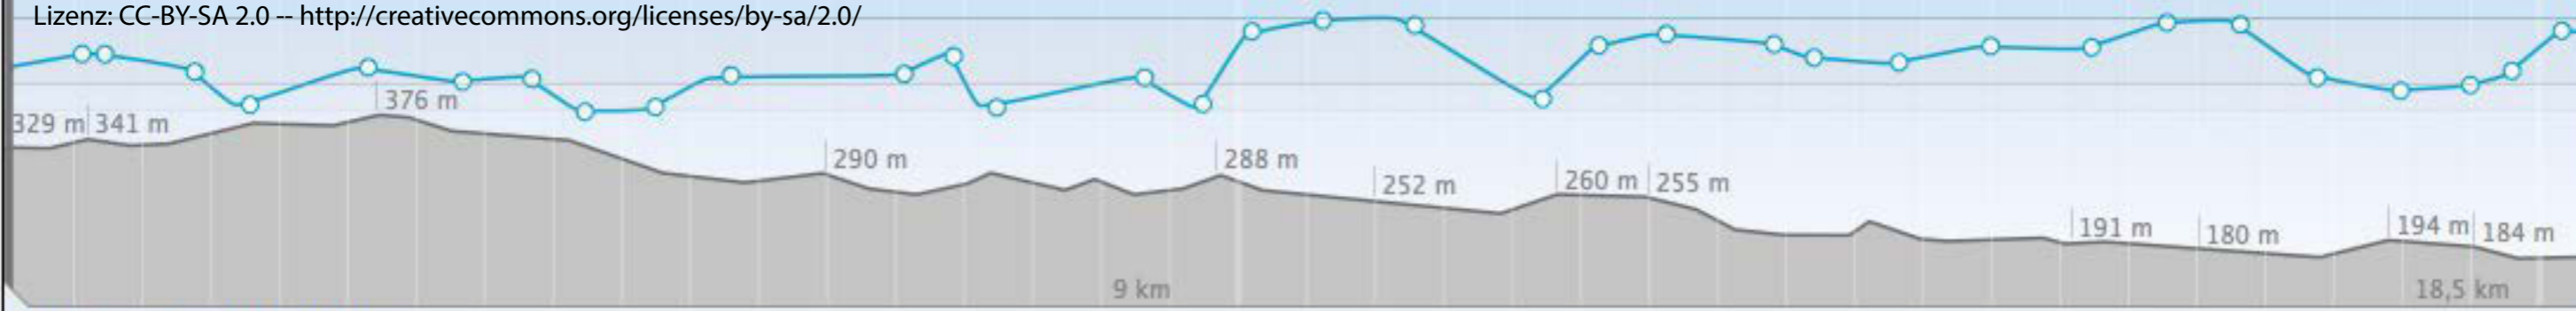 Lizenz: CC-BY-SA 2.0 -- http://creativecommons.org/licenses/by-sa/2.0/
329 m 341 m
376 m
290 m
288 m
252 m
260 m 255 m
191 m
180 m
194 m 184 m
9 km
18,5 km